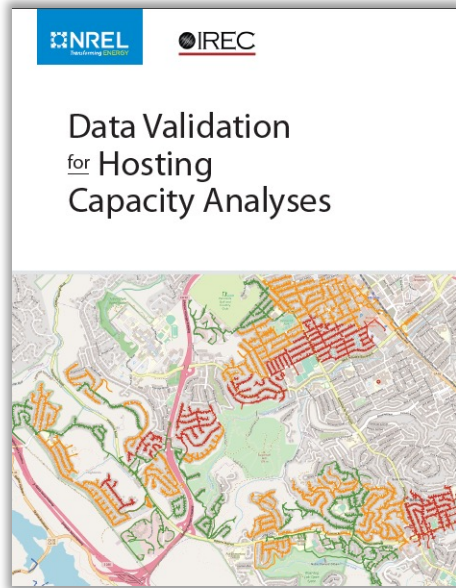 NREL
Transforming ENERGY
IREC
Data Validation
for Hosting
Capacity Analyses